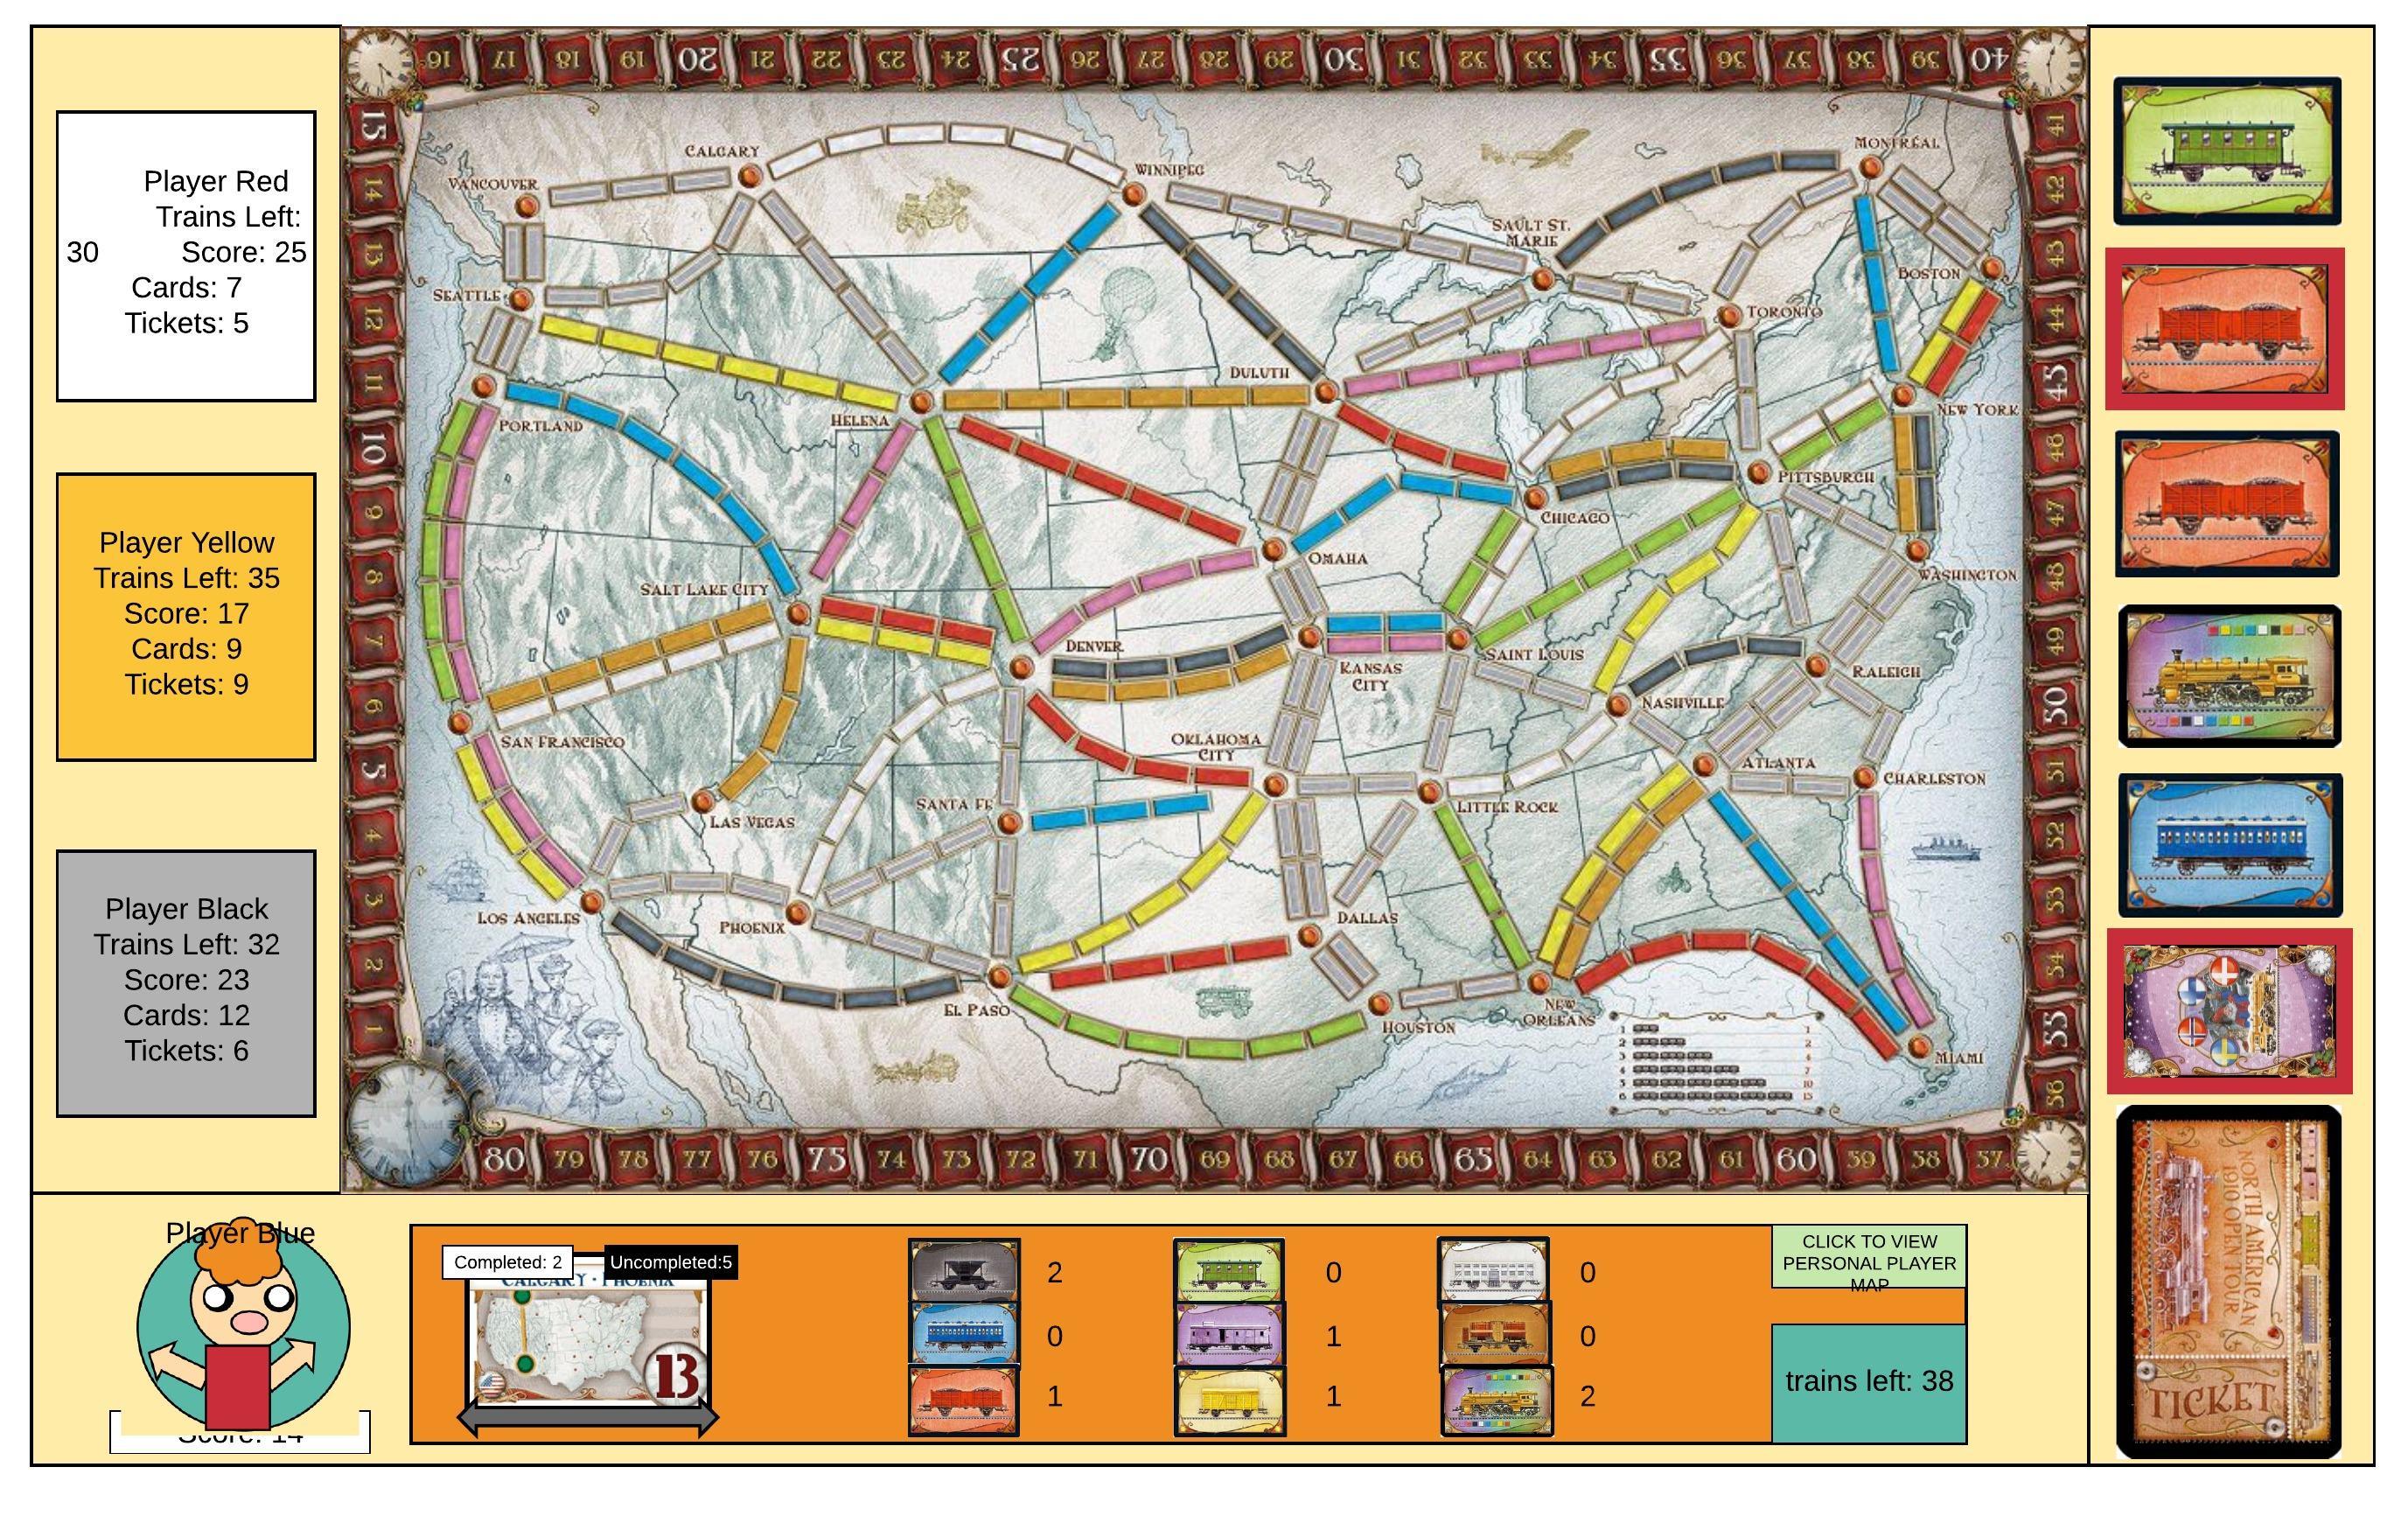 16 17 18 19 20 21 22 23 24 25 26 27 28 29 30 31 32 33 34 35 36 37 38 39 40
15
14
13
12
11
10
9
8
7
6
5
4
3
2
1
41
42
43
44
45
46
47
48
49
50
51
52
53
54
55
56
80 79 78 77 76 75 74 73 72 71 70 69 68 67 66 65 64 63 62 61 60 59 58 57
Player Red
Trains Left:
30 Score: 25
Cards: 7
Tickets: 5
Player Yellow
Trains Left: 35
Score: 17
Cards: 9
Tickets: 9
Player Black
Trains Left: 32
Score: 23
Cards: 12
Tickets: 6
MONTRÉAL
CALGARY
WINNIPEG
VANCOUVER
SAULT ST.
MARIE
BOSTON
SEATTLE
TORONTO
DULUTH
NEW YORK
HELENA
PORTLAND
PITTSBURGH
CHICAGO
OMAHA
WASHINGTON
SALT LAKE CITY
DENVER
SAINT LOUIS
KANSAS
CITY
RALEIGH
NASHVILLE
SAN FRANCISCO
OKLAHOMA
CITY
ATLANTA
CHARLESTON
SANTA FE
LITTLE ROCK
LAS VEGAS
LOS ANGELES
PHOENIX
DALLAS
EL PASO
NEW
ORLEANS
HOUSTON
MIAMI
1 1
2 2
3 4
4 7
5 10
6 15
NORTH AMERICAN
1910 OPEN TOUR
TICKET
Player Blue
Score: 14
Completed: 2
Uncompleted:5
CALGARY · PHOENIX
13
2
0
0
0
1
0
1
1
2
CLICK TO VIEW
PERSONAL PLAYER
MAP
trains left: 38